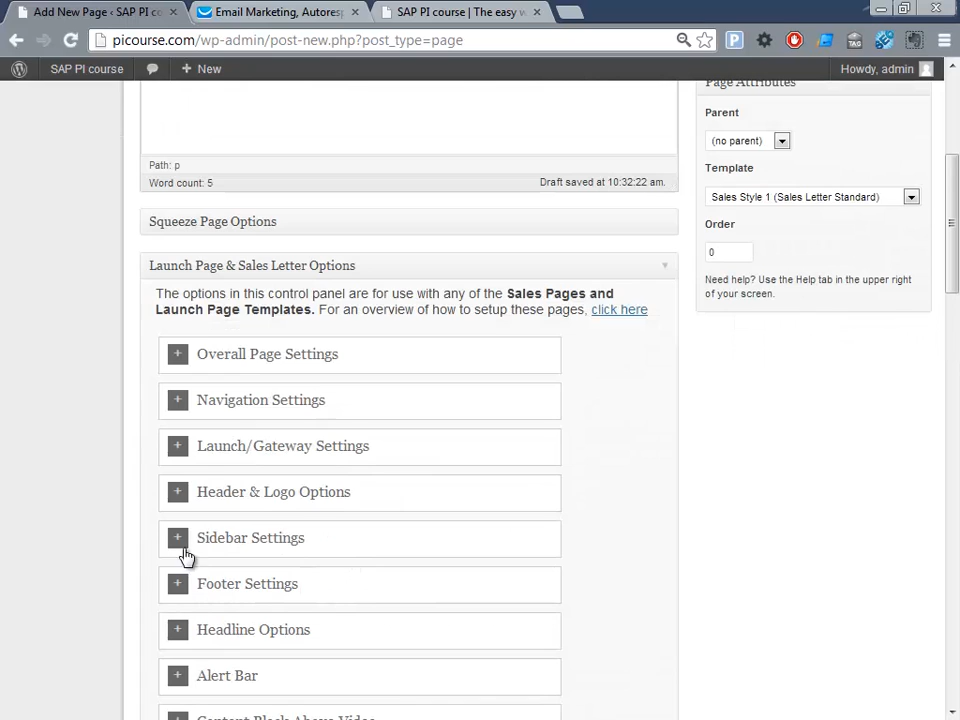 Add New Page ‹ SAP PI co
Email Marketing, Autoresp
SAP PI course | The easy w
picourse.com/wp-admin/post-new.php?post_type=page
SAP PI course
+ New
Howdy, admin
Page Attributes
Parent
(no parent)
Template
Sales Style 1 (Sales Letter Standard)
Order
0
Need help? Use the Help tab in the upper right
of your screen.
Path: p
Word count: 5
Draft saved at 10:32:22 am.
Squeeze Page Options
Launch Page & Sales Letter Options
The options in this control panel are for use with any of the Sales Pages and
Launch Page Templates. For an overview of how to setup these pages, click here
+ Overall Page Settings
+ Navigation Settings
+ Launch/Gateway Settings
+ Header & Logo Options
+ Sidebar Settings
+ Footer Settings
+ Headline Options
+ Alert Bar
Content Block Above Video